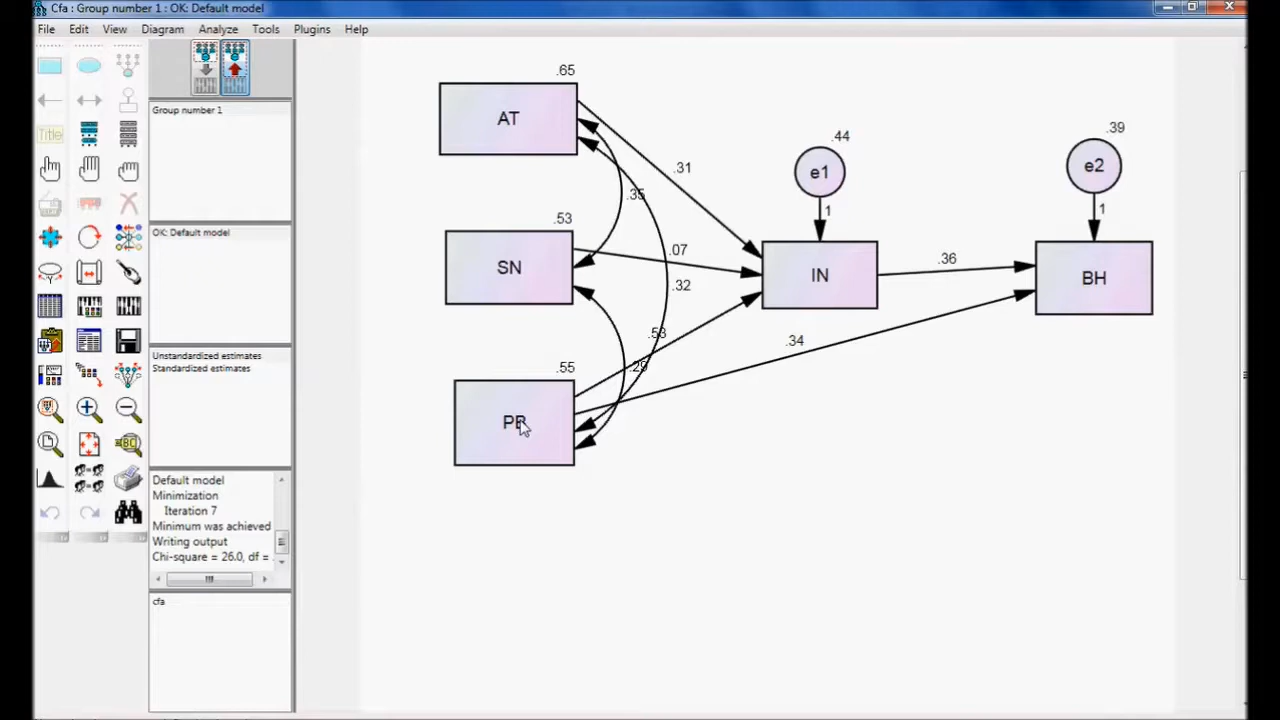 Cfa : Group number 1 : OK: Default model
File Edit View Diagram Analyze Tools Plugins Help
Title
Group number 1
OK: Default model
Unstandardized estimates
Standardized estimates
Default model
Minimization
Iteration 7
Minimum was achieved
Writing output
Chi-square = 26.0, df =
cfa
.65
AT
.31
.35
.53
SN
.07
.32
.53
.29
.55
.34
.44
e1
1
IN
.36
.39
e2
1
BH